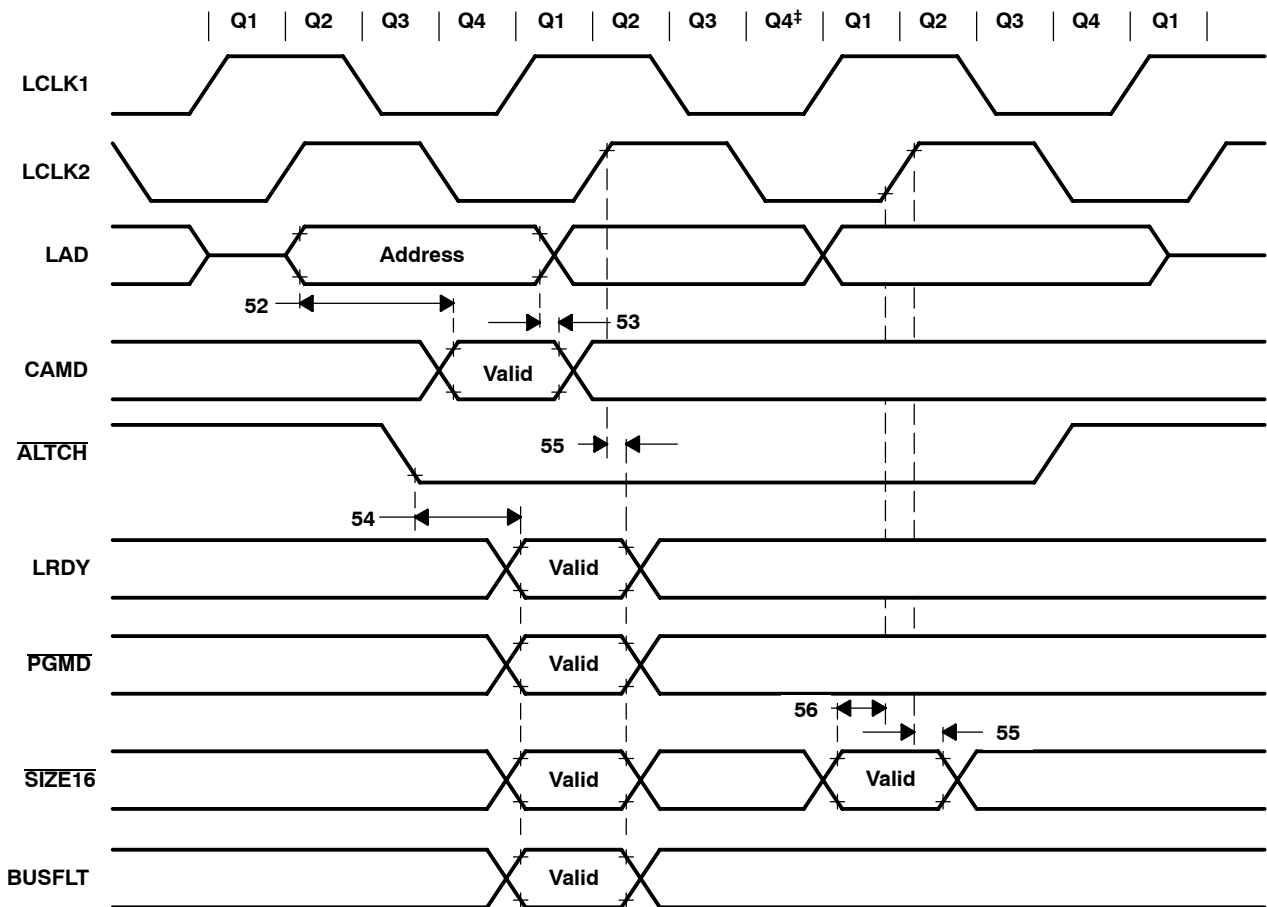 Q1 Q2 Q3 Q4 Q1 Q2 Q3 Q4‡ Q1 Q2 Q3 Q4 Q1
LCLK1
LCLK2
LAD Address
52
53
CAMD Valid
ALTCH
55
54
LRDY Valid
PGMD Valid
56
55
SIZE16 Valid Valid
BUSFLT Valid